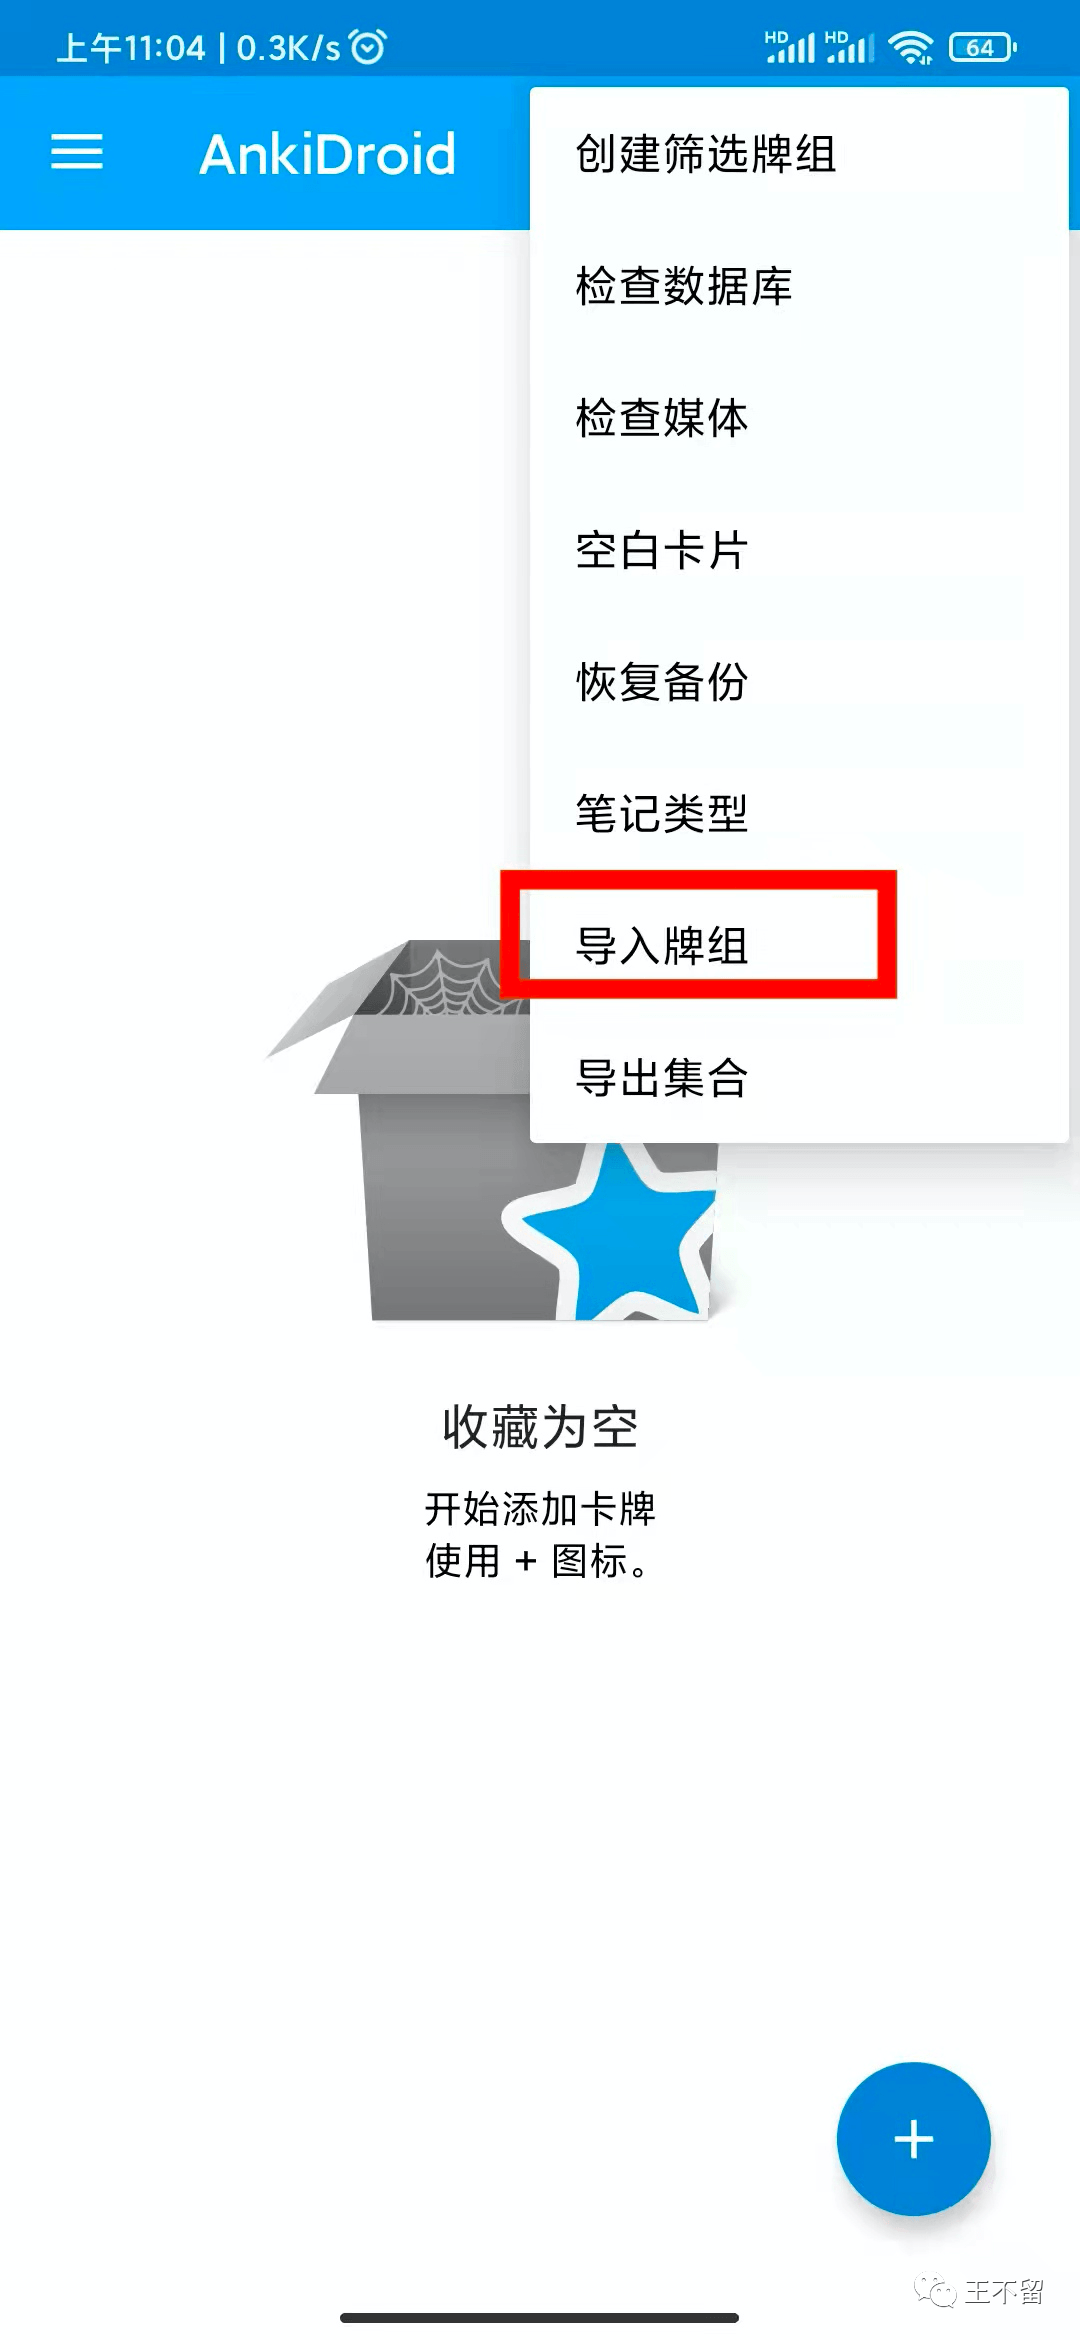 上午11:04 | 0.3K/s
HD HD 64
AnkiDroid
创建筛选牌组
检查数据库
检查媒体
空白卡片
恢复备份
笔记类型
导入牌组
导出集合
收藏为空
开始添加卡牌
使用 + 图标。
王不留